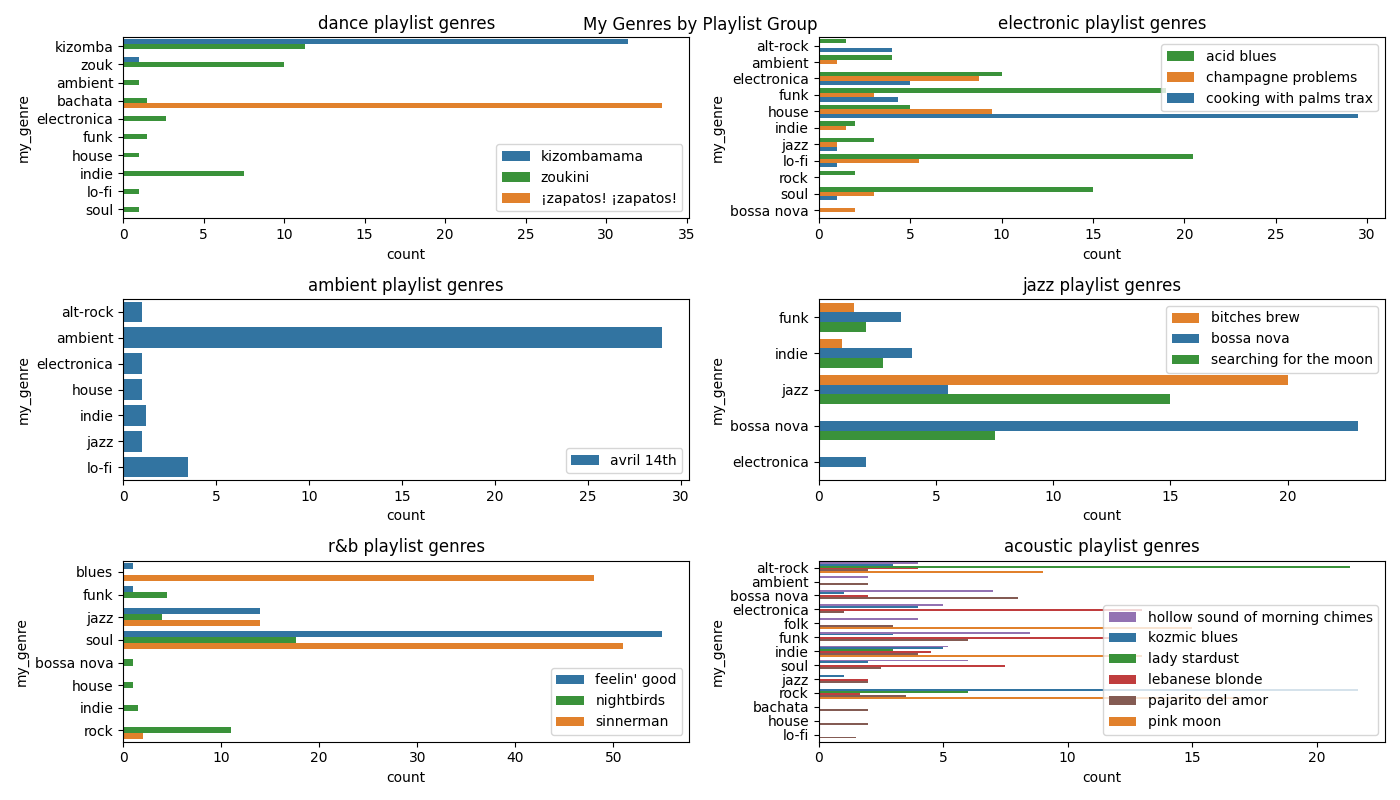 My Genres by Playlist Group
dance playlist genres
my_genre
kizomba
zouk
ambient
bachata
electronica
funk
house
indie
lo-fi
soul
kizombamama
zoukini
¡zapatos! ¡zapatos!
0 5 10 15 20 25 30 35
count
electronic playlist genres
my_genre
alt-rock
ambient
electronica
funk
house
indie
jazz
lo-fi
rock
soul
bossa nova
acid blues
champagne problems
cooking with palms trax
0 5 10 15 20 25 30
count
ambient playlist genres
my_genre
alt-rock
ambient
electronica
house
indie
jazz
lo-fi
avril 14th
0 5 10 15 20 25 30
count
jazz playlist genres
my_genre
funk
indie
jazz
bossa nova
electronica
bitches brew
bossa nova
searching for the moon
0 5 10 15 20
count
r&b playlist genres
my_genre
blues
funk
jazz
soul
bossa nova
house
indie
rock
feelin' good
nightbirds
sinnerman
0 10 20 30 40 50
count
acoustic playlist genres
my_genre
alt-rock
ambient
bossa nova
electronica
folk
funk
indie
soul
jazz
rock
bachata
house
lo-fi
hollow sound of morning chimes
kozmic blues
lady stardust
lebanese blonde
pajarito del amor
pink moon
0 5 10 15 20
count